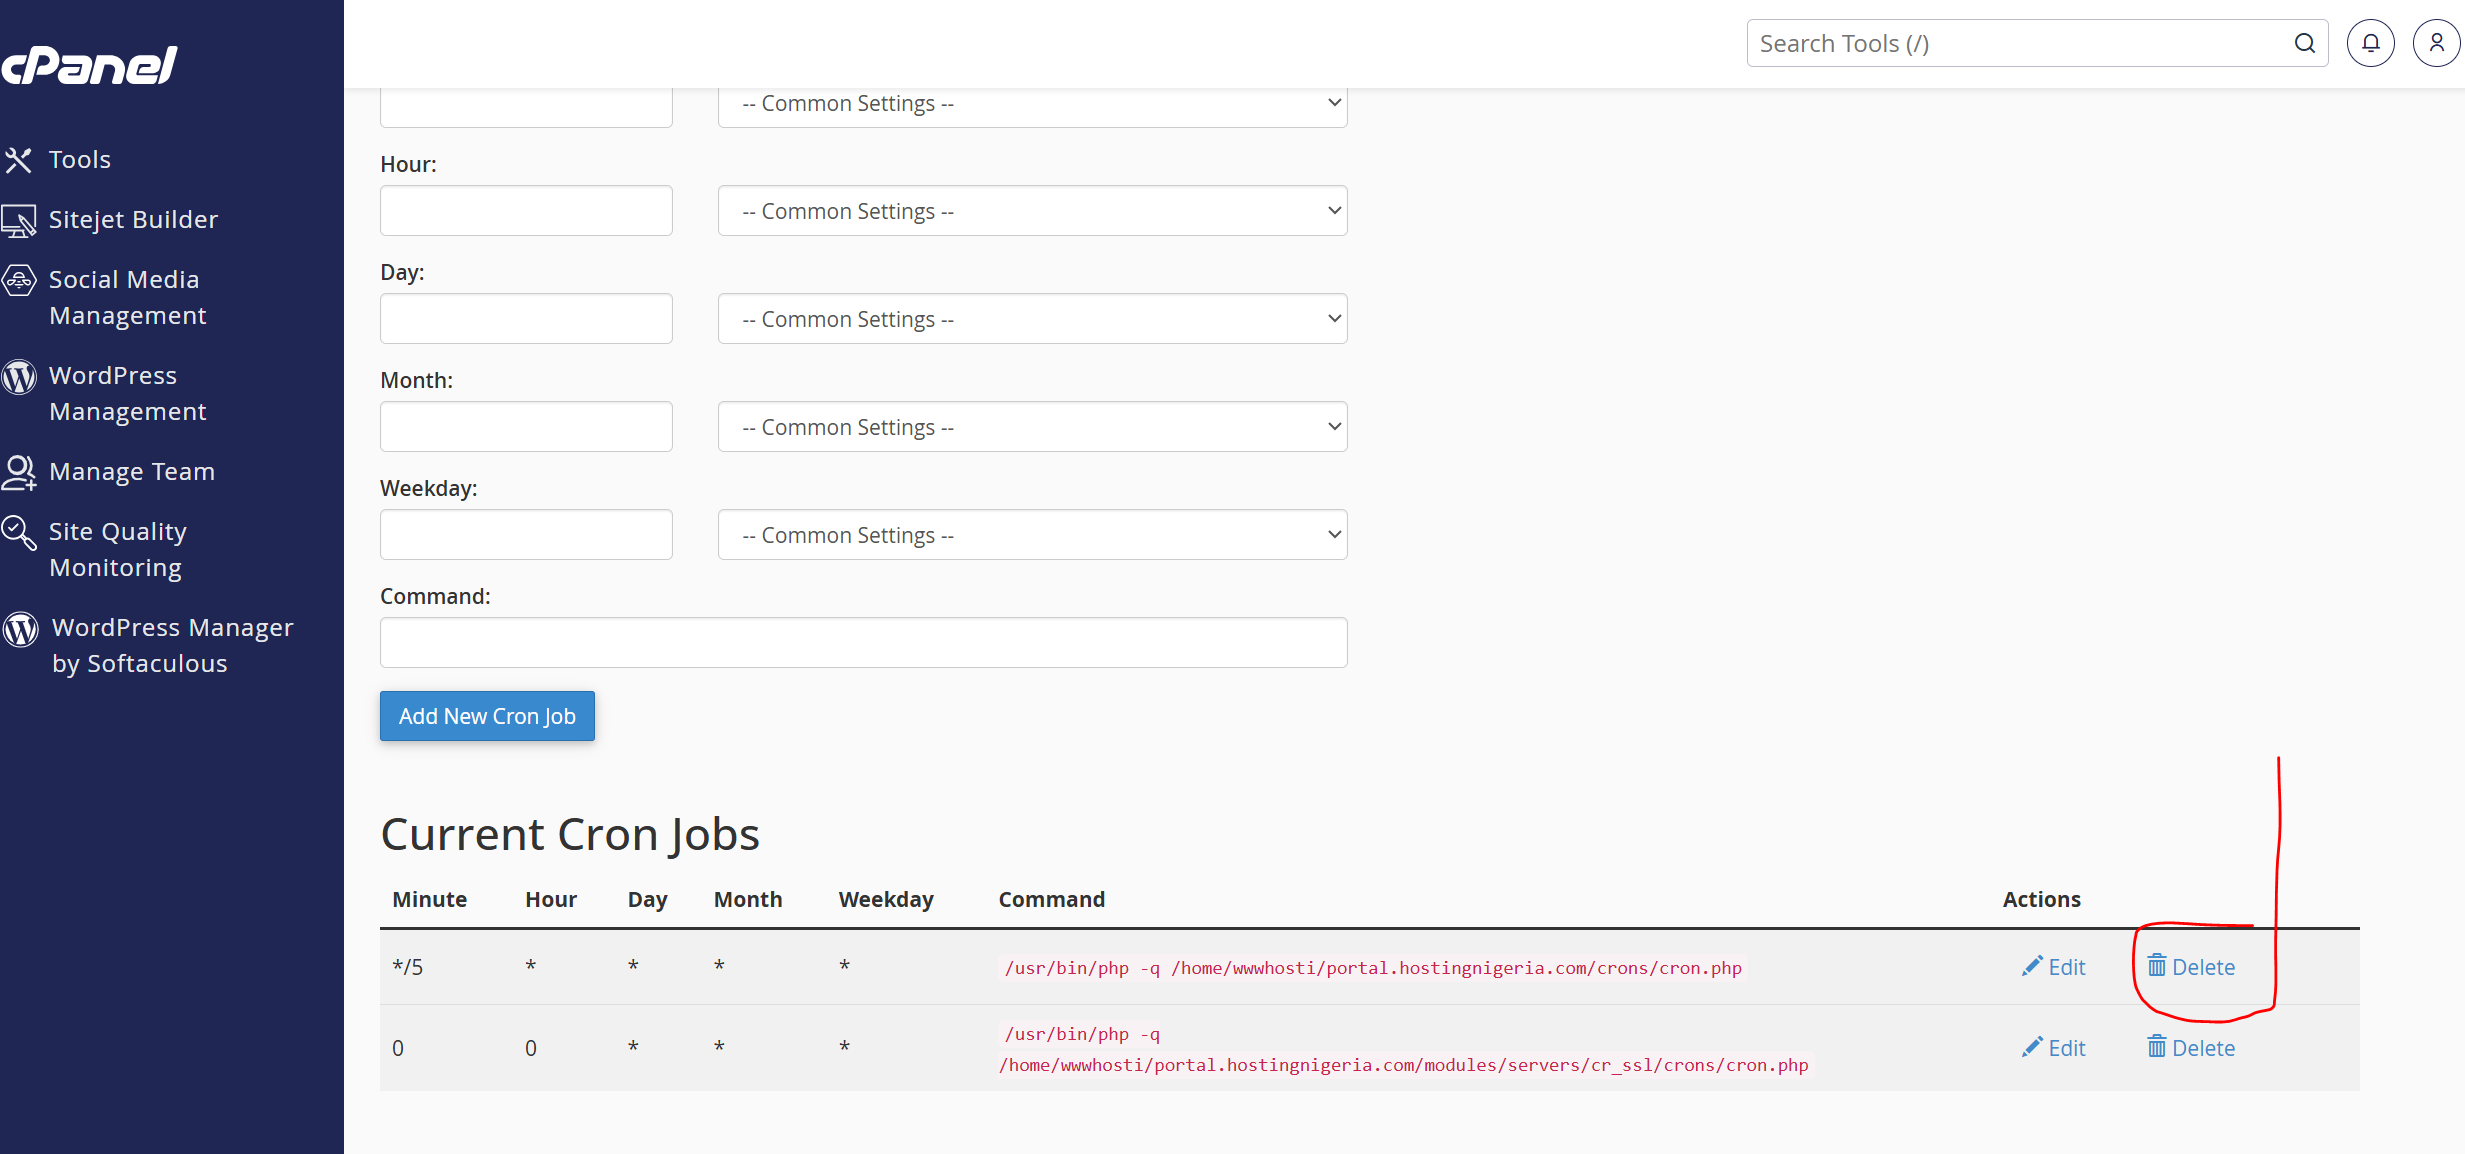 cPanel
Search Tools (/)
Tools
Sitejet Builder
Social Media
Management
WordPress
Management
Manage Team
Site Quality
Monitoring
WordPress Manager
by Softaculous
-- Common Settings --
Hour:
-- Common Settings --
Day:
-- Common Settings --
Month:
-- Common Settings --
Weekday:
-- Common Settings --
Command:
Add New Cron Job
Current Cron Jobs
Minute Hour Day Month Weekday Command Actions
*/5 * * * * /usr/bin/php -q /home/wwwhosti/portal.hostingnigeria.com/crons/cron.php Edit Delete
0 0 * * * /usr/bin/php -q
/home/wwwhosti/portal.hostingnigeria.com/modules/servers/cr_ssl/crons/cron.php Edit Delete